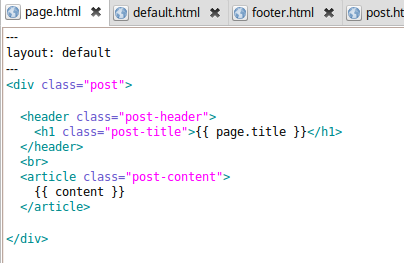 page.html default.html footer.html post.ht
---
layout: default
---
<div class="post">
<header class="post-header">
<h1 class="post-title">{{ page.title }}</h1>
</header>
<br>
<article class="post-content">
{{ content }}
</article>
</div>